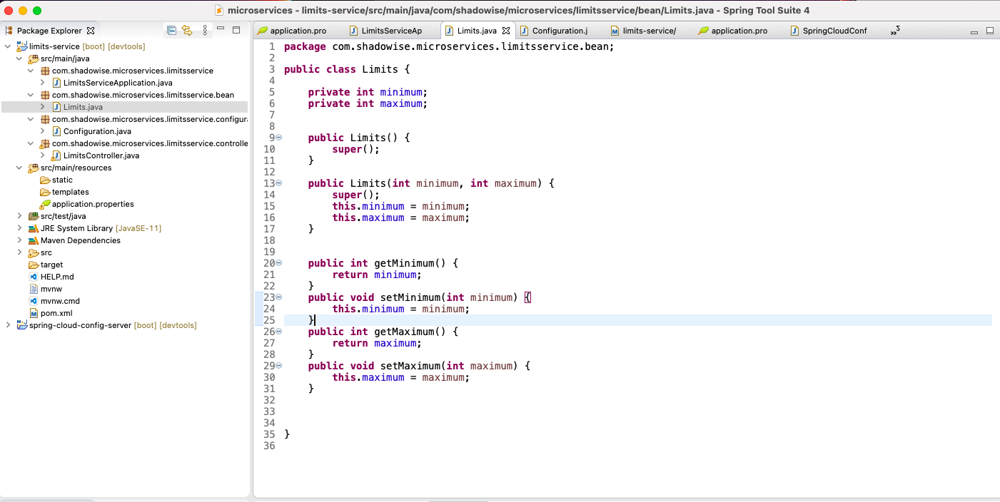 microservices - limits-service/src/main/java/com/shadowise/microservices/limitsservice/bean/Limits.java - Spring Tool Suite 4
Package Explorer
limits-service [boot] [devtools]
src/main/java
com.shadowise.microservices.limitsservice
LimitsServiceApplication.java
com.shadowise.microservices.limitsservice.bean
Limits.java
com.shadowise.microservices.limitsservice.configura
Configuration.java
com.shadowise.microservices.limitsservice.controlle
LimitsController.java
src/main/resources
static
templates
application.properties
src/test/java
JRE System Library [JavaSE-11]
Maven Dependencies
src
target
HELP.md
mvnw
mvnw.cmd
pom.xml
spring-cloud-config-server [boot] [devtools]
application.pro LimitsServiceAp Limits.java Configuration.j limits-service/ application.pro SpringCloudConf »2
1 package com.shadowise.microservices.limitsservice.bean;
2
3 public class Limits {
4
5     private int minimum;
6     private int maximum;
7
8
9     public Limits() {
10         super();
11     }
12
13     public Limits(int minimum, int maximum) {
14         super();
15         this.minimum = minimum;
16         this.maximum = maximum;
17     }
18
19
20     public int getMinimum() {
21         return minimum;
22     }
23     public void setMinimum(int minimum) {
24         this.minimum = minimum;
25     }
26     public int getMaximum() {
27         return maximum;
28     }
29     public void setMaximum(int maximum) {
30         this.maximum = maximum;
31     }
32
33
34
35 }
36